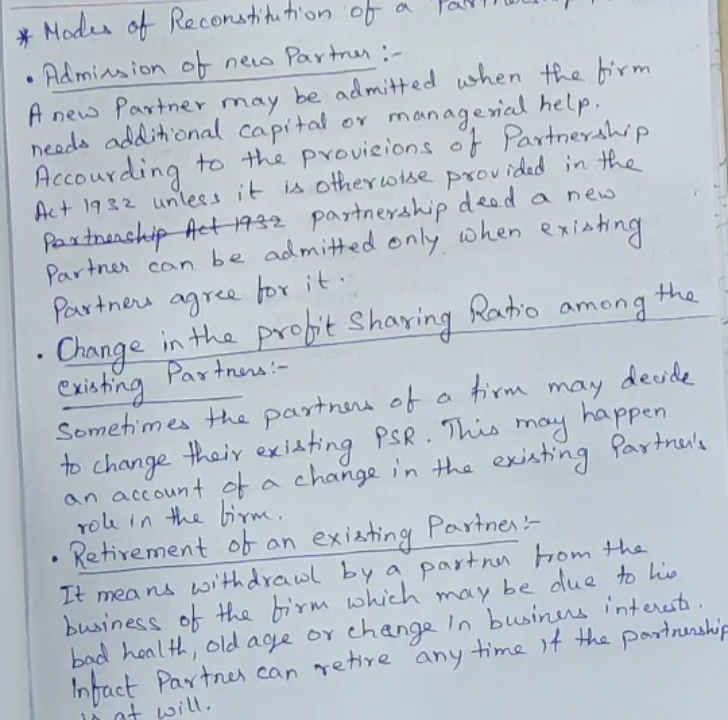 * Modes of Reconstitution of a Partnership
• Admission of new Partner :-
A new Partner may be admitted when the firm
needs additional capital or managerial help.
Accourding to the provisions of Partnership
Act 1932 unless it is otherwise provided in the
Partnership Act 1932 partnership deed a new
Partner can be admitted only when existing
Partners agree for it.
• Change in the profit Sharing Ratio among the
existing Partners:-
Sometimes the partners of a firm may decide
to change their existing PSR. This may happen
an account of a change in the existing Partner's
role in the firm.
• Retirement of an existing Partner:-
It means withdrawl by a partner from the
business of the firm which may be due to his
bad health, old age or change in business interests.
Infact Partner can retire any time if the partnership
is at will.